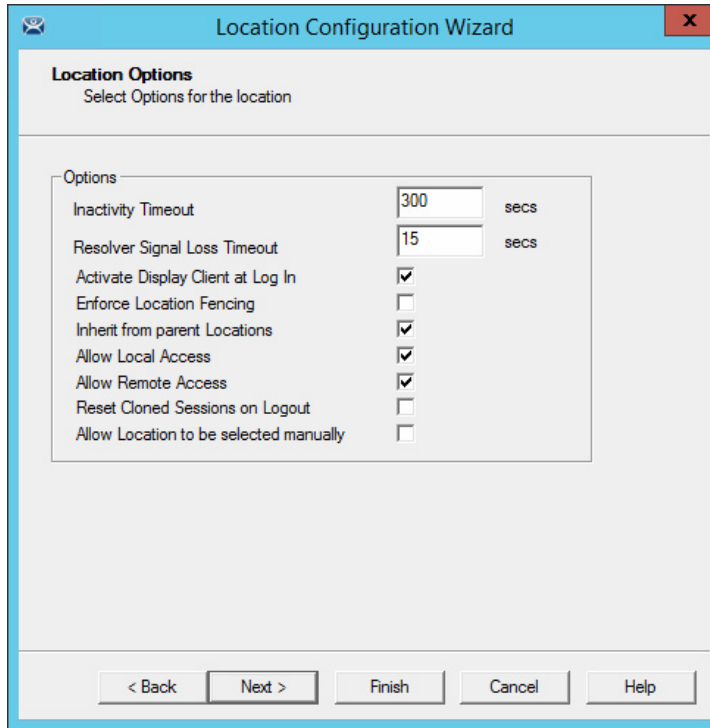 Location Configuration Wizard
x
Location Options
Select Options for the location
Options
Inactivity Timeout 300 secs
Resolver Signal Loss Timeout 15 secs
Activate Display Client at Log In
Enforce Location Fencing
Inherit from parent Locations
Allow Local Access
Allow Remote Access
Reset Cloned Sessions on Logout
Allow Location to be selected manually
< Back Next > Finish Cancel Help